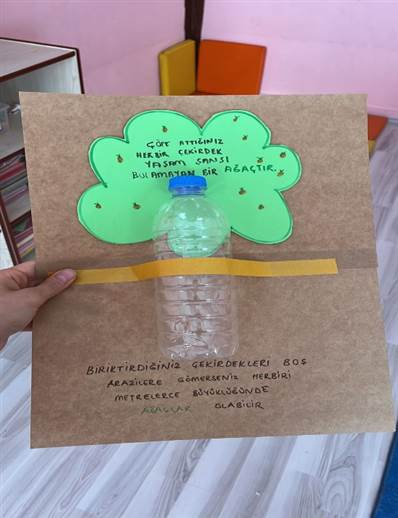 ÇÖPE ATTIĞINIZ
HERBİR ÇEKİRDEK
YAŞAM ŞANSI
BULAMAYAN BİR AĞAÇTIR.
BİRİKTİRDİĞİNİZ ÇEKİRDEKLERİ BOŞ
ARAZİLERE GÖMERSENİZ HERBİRİ
METRELERCE BÜYÜKLÜĞÜNDE
AĞAÇLAR OLABİLİR